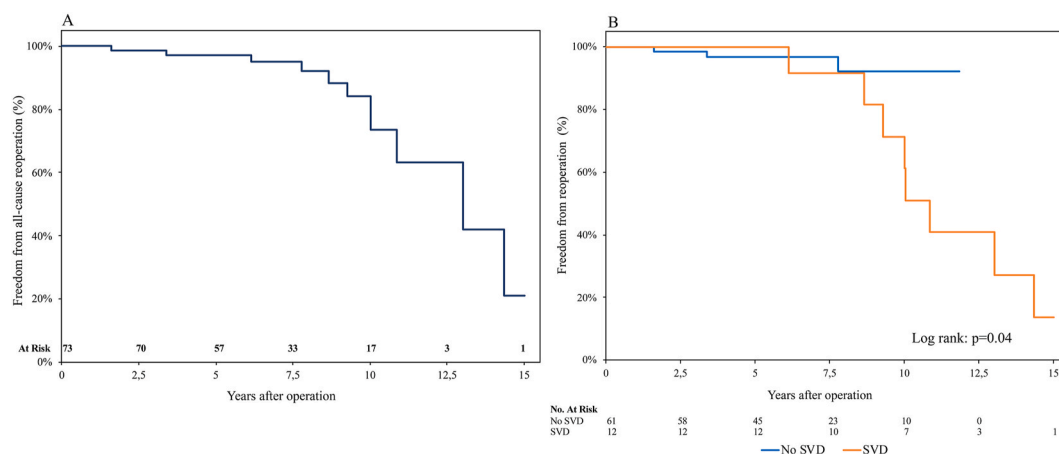 A
Freedom from all-cause reoperation (%)
100%
80%
60%
40%
20%
0%
At Risk 73 70 57 33 17 3 1
0 2,5 5 7,5 10 12,5 15
Years after operation
B
Freedom from reoperation (%)
100%
80%
60%
40%
20%
0%
Log rank: p=0.04
0 2,5 5 7,5 10 12,5 15
Years after operation
No. At Risk
No SVD 61 58 45 23 10 0
SVD 12 12 12 10 7 3 1
No SVD SVD